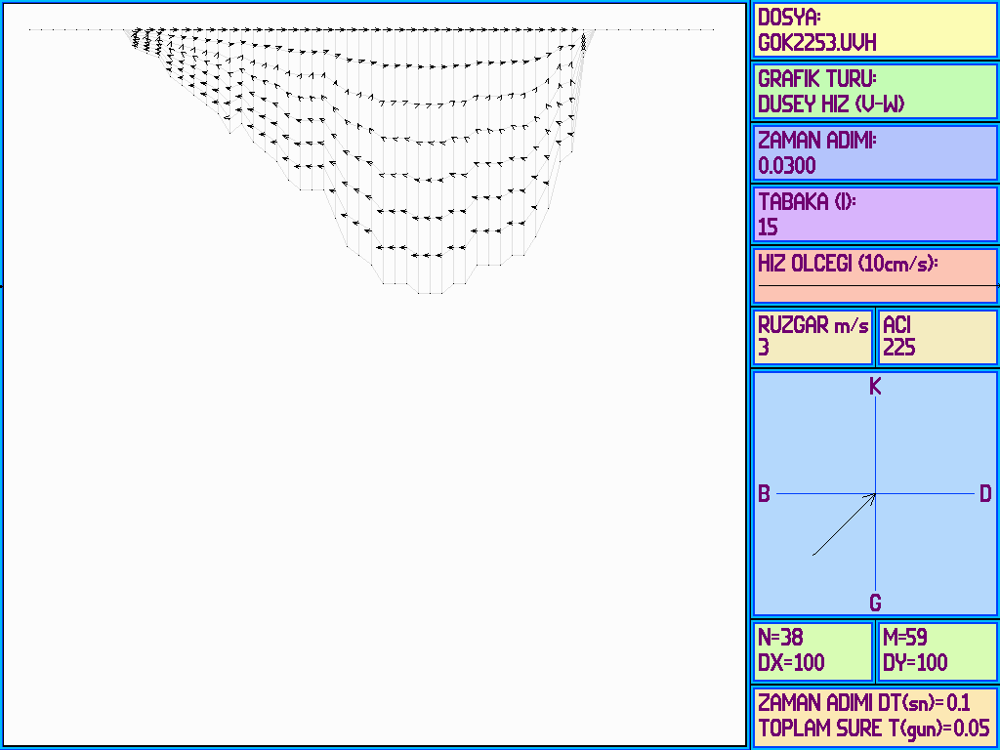 DOSYA:
GOK2253.UVH
GRAFIK TURU:
DUSEY HIZ (V-W)
ZAMAN ADIMI:
0.0300
TABAKA (I):
15
HIZ OLCEGI (10cm/s):
RUZGAR m/s
3
ACI
225
K
B
D
G
N=38
DX=100
M=59
DY=100
ZAMAN ADIMI DT(sn)=0.1
TOPLAM SURE T(gun)=0.05